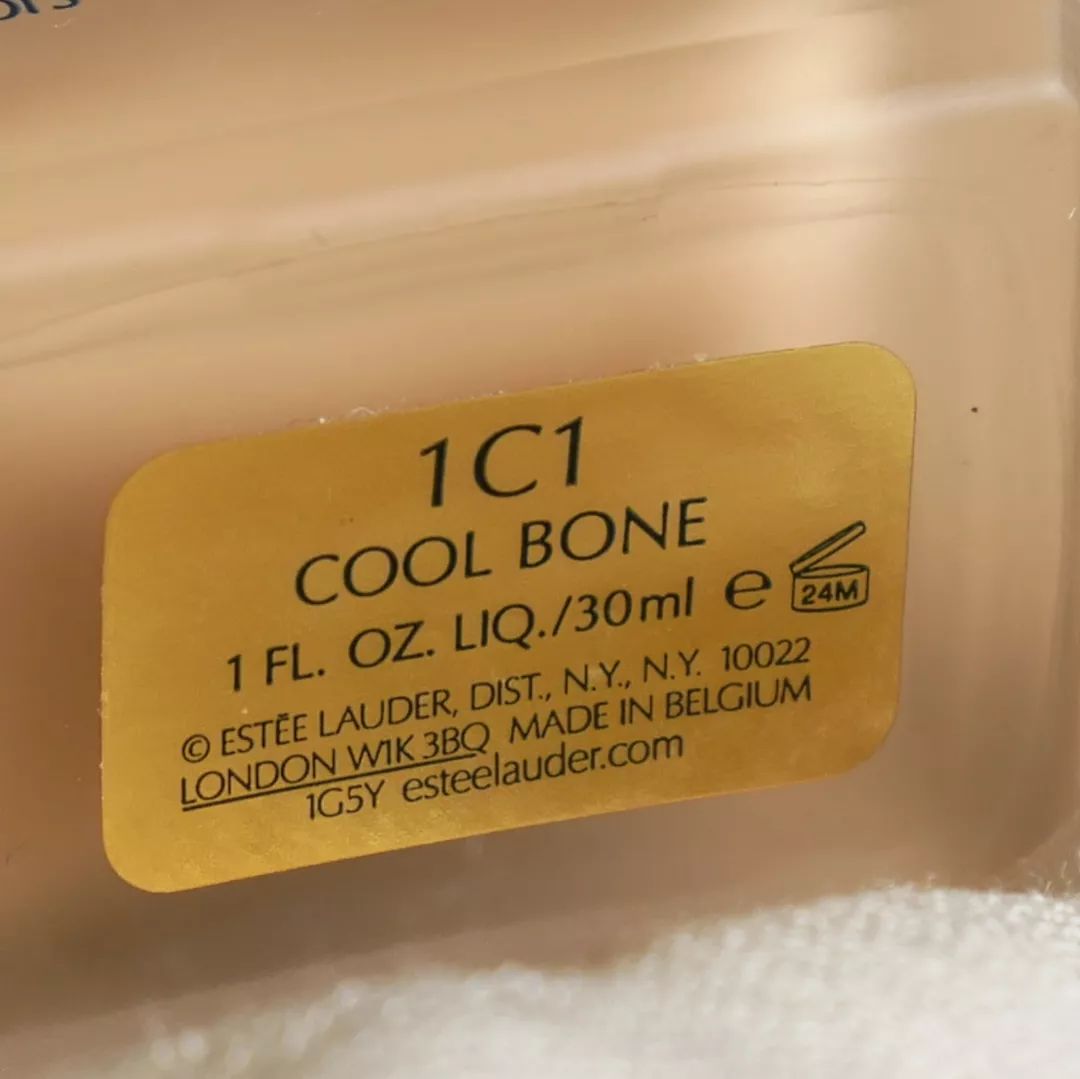 1C1
COOL BONE
1 FL. OZ. LIQ./30ml e 24M
© ESTĒE LAUDER, DIST., N.Y., N.Y. 10022
LONDON W1K 3BQ MADE IN BELGIUM
1G5Y esteelauder.com